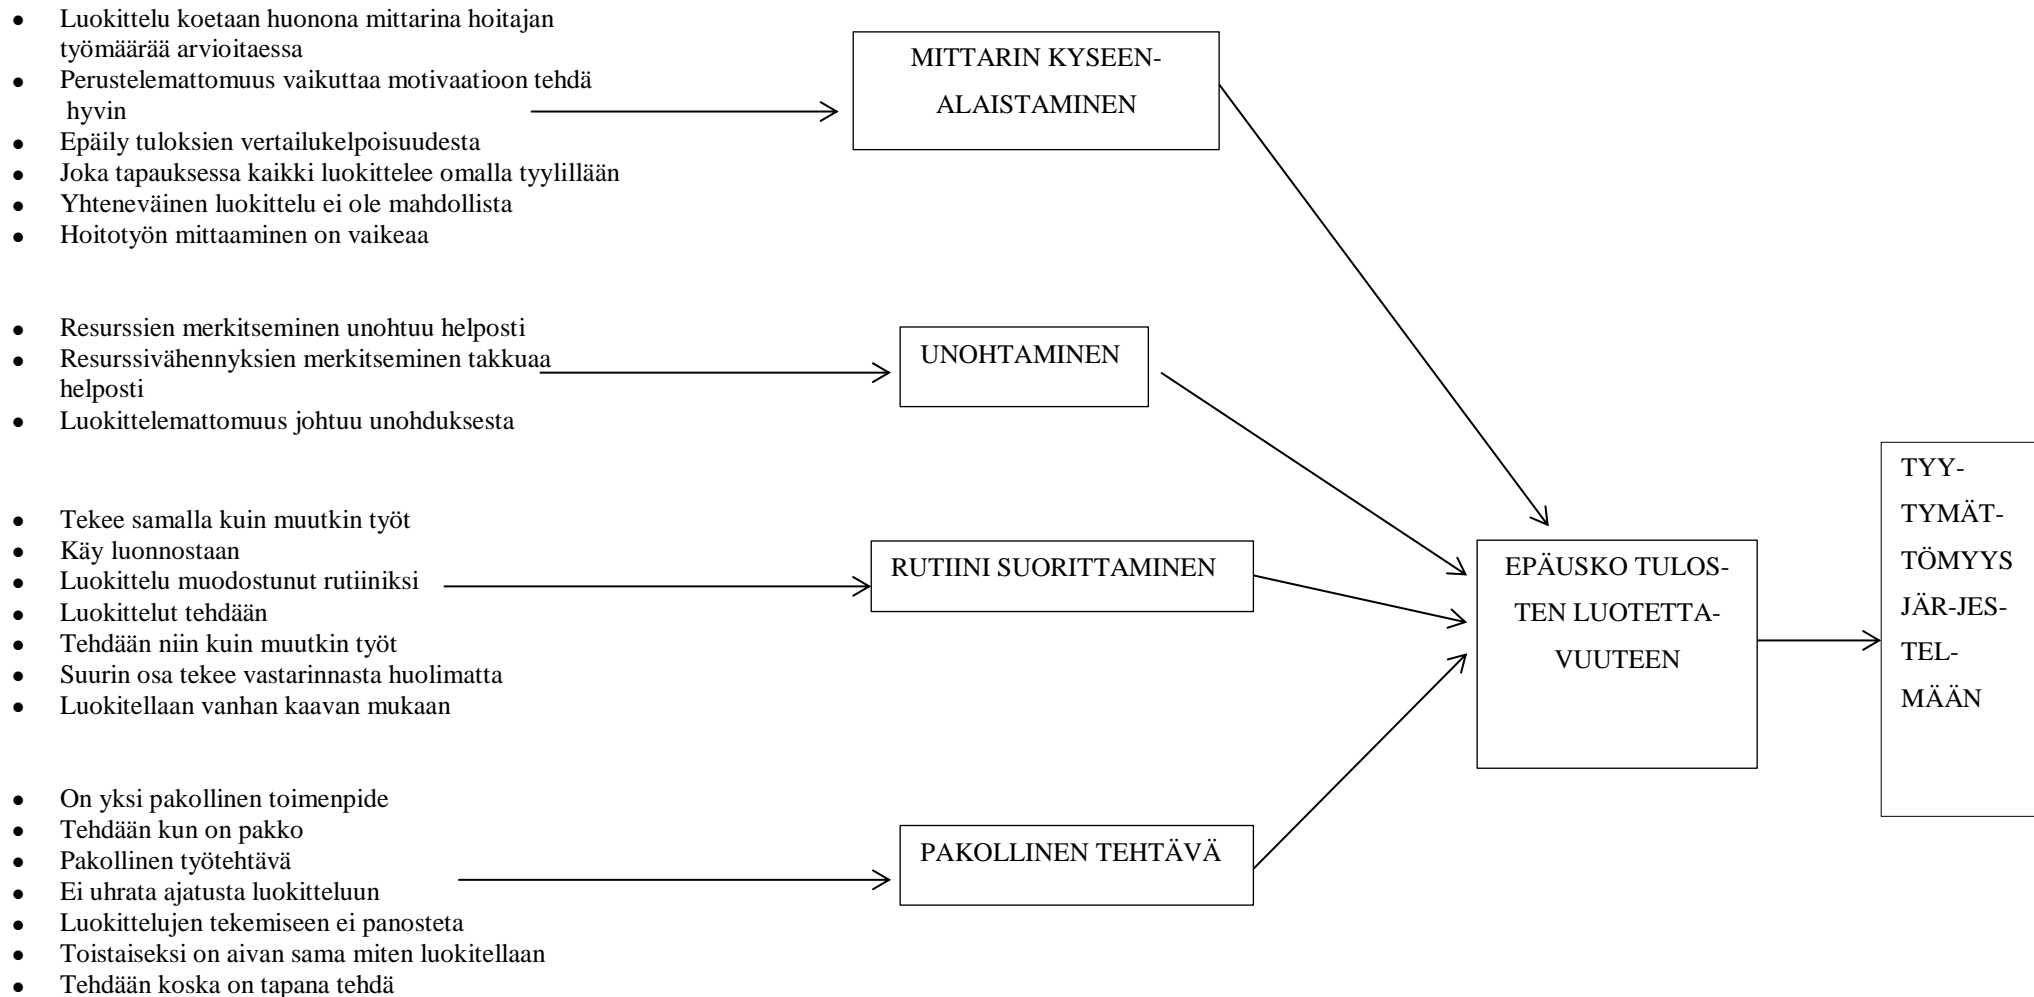 • Luokittelu koetaan huonona mittarina hoitajan
työmäärää arvioitaessa
• Perustelemattomuus vaikuttaa motivaatioon tehdä
hyvin
• Epäily tuloksien vertailukelpoisuudesta
• Joka tapauksessa kaikki luokittelee omalla tyylillään
• Yhteneväinen luokittelu ei ole mahdollista
• Hoitotyön mittaaminen on vaikeaa
MITTARIN KYSEEN-
ALAISTAMINEN
• Resurssien merkitseminen unohtuu helposti
• Resurssivähennyksien merkitseminen takkuaa
helposti
• Luokittelemattomuus johtuu unohduksesta
UNOHTAMINEN
• Tekee samalla kuin muutkin työt
• Käy luonnostaan
• Luokittelu muodostunut rutiiniksi
• Luokittelut tehdään
• Tehdään niin kuin muutkin työt
• Suurin osa tekee vastarinnasta huolimatta
• Luokitellaan vanhan kaavan mukaan
RUTIINI SUORITTAMINEN
• On yksi pakollinen toimenpide
• Tehdään kun on pakko
• Pakollinen työtehtävä
• Ei uhrata ajatusta luokitteluun
• Luokittelujen tekemiseen ei panosteta
• Toistaiseksi on aivan sama miten luokitellaan
• Tehdään koska on tapana tehdä
PAKOLLINEN TEHTÄVÄ
EPÄUSKO TULOS-
TEN LUOTETTA-
VUUTEEN
TYY-
TYMÄT-
TÖMYYS
JÄR-JES-
TEL-
MÄÄN